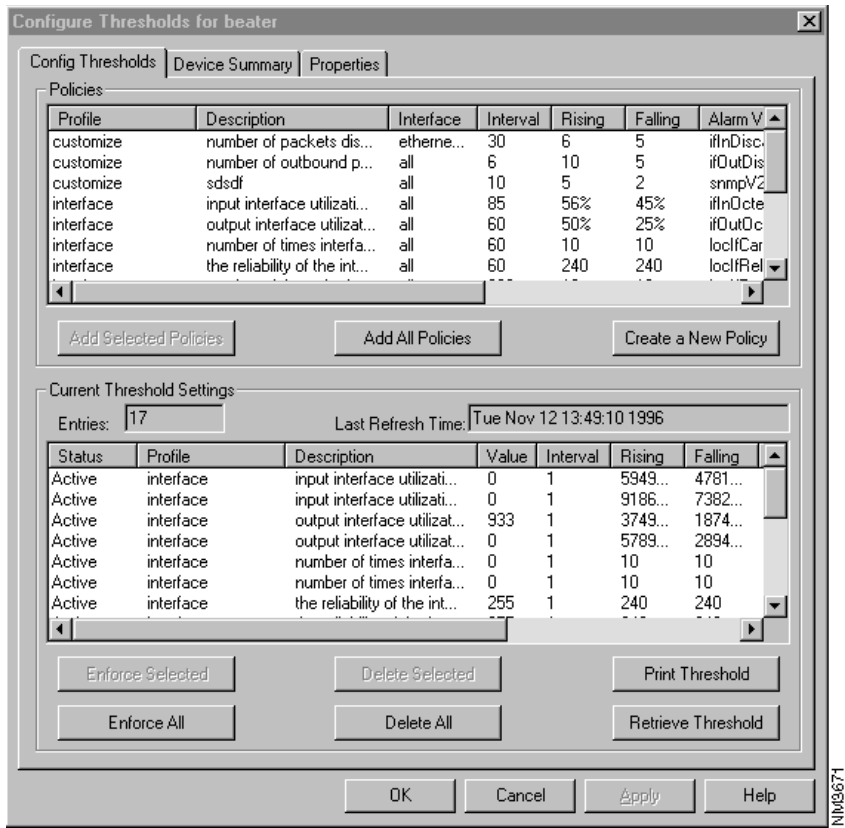 Configure Thresholds for beater
Config Thresholds Device Summary Properties
Policies
Profile Description Interface Interval Rising Falling Alarm V
customize number of packets dis... etherne... 30 6 5 ifInDisc
customize number of outbound p... all 6 10 5 ifOutDis
customize sdsdf all 10 5 2 snmpV2
interface input interface utilizati... all 85 56% 45% ifInOcte
interface output interface utilizat... all 60 50% 25% ifOutOc
interface number of times interfa... all 60 10 10 locIfCar
interface the reliability of the int... all 60 240 240 locIfRel
Add Selected Policies Add All Policies Create a New Policy
Current Threshold Settings
Entries: 17 Last Refresh Time: Tue Nov 12 13:49:10 1996
Status Profile Description Value Interval Rising Falling
Active interface input interface utilizati... 0 1 5949... 4781...
Active interface input interface utilizati... 0 1 9186... 7382...
Active interface output interface utilizat... 933 1 3749... 1874...
Active interface output interface utilizat... 0 1 5789... 2894...
Active interface number of times interfa... 0 1 10 10
Active interface number of times interfa... 0 1 10 10
Active interface the reliability of the int... 255 1 240 240
Enforce Selected Delete Selected Print Threshold
Enforce All Delete All Retrieve Threshold
OK Cancel Apply Help
NM3671